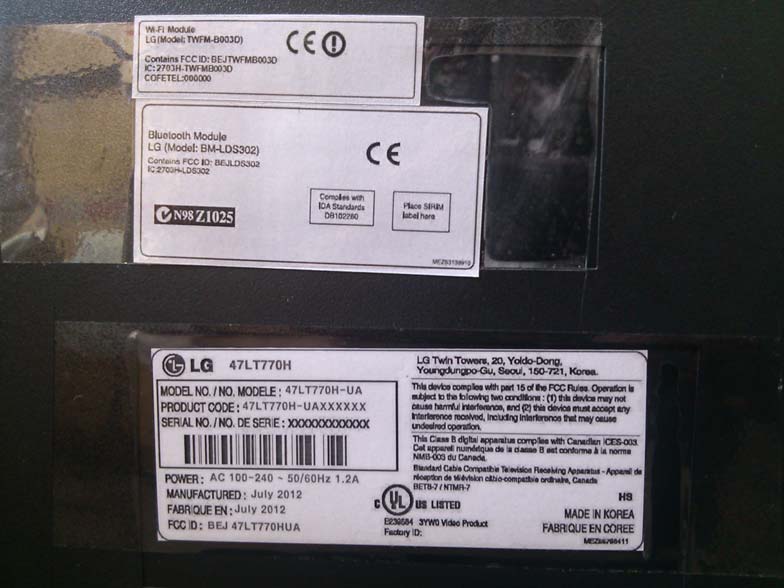 Wi-Fi Module
LG (Model: TWFM-B003D)
CE
Contains FCC ID: BEJTWFMB003D
IC:2703H-TWFMB003D
COFETEL:000000
Bluetooth Module
LG (Model: BM-LDS302)
CE
Contains FCC ID: BEJLDS302
IC:2703H-LDS302
N98 Z1025
Complies with
IDA Standards
DB102260
Place SIRIM
label here
LG 47LT770H
MODEL NO. / NO. MODELE : 47LT770H-UA
PRODUCT CODE : 47LT770H-UAXXXXXX
SERIAL NO. / NO. DE SERIE : XXXXXXXXXXXX
POWER: AC 100-240 ~ 50/60Hz 1.2A
MANUFACTURED : July 2012
FABRIQUE EN : July 2012
FCC ID: BEJ 47LT770HUA
LG Twin Towers, 20, Yoido-Dong,
Youngdungpo-Gu, Seoul, 150-721, Korea.
This device complies with part 15 of the FCC Rules. Operation is
subject to the following two conditions : (1) this device may not
cause harmful interference, and (2) this device must accept any
interference received, including interference that may cause
undesired operation.
This Class B digital apparatus complies with Canadian ICES-003.
Cet appareil numérique de la classe B est conforme à la norme
NMB-003 du Canada.
Standard Cable Compatible Television Receiving Apparatus - Appareil de
réception de télévision câblo-compatible ordinaire, Canada
BETS-7 / NTMR-7
C UL US LISTED
E239584 3YW0 Video Product
Factory ID:
HS
MADE IN KOREA
FABRIQUE EN COREE